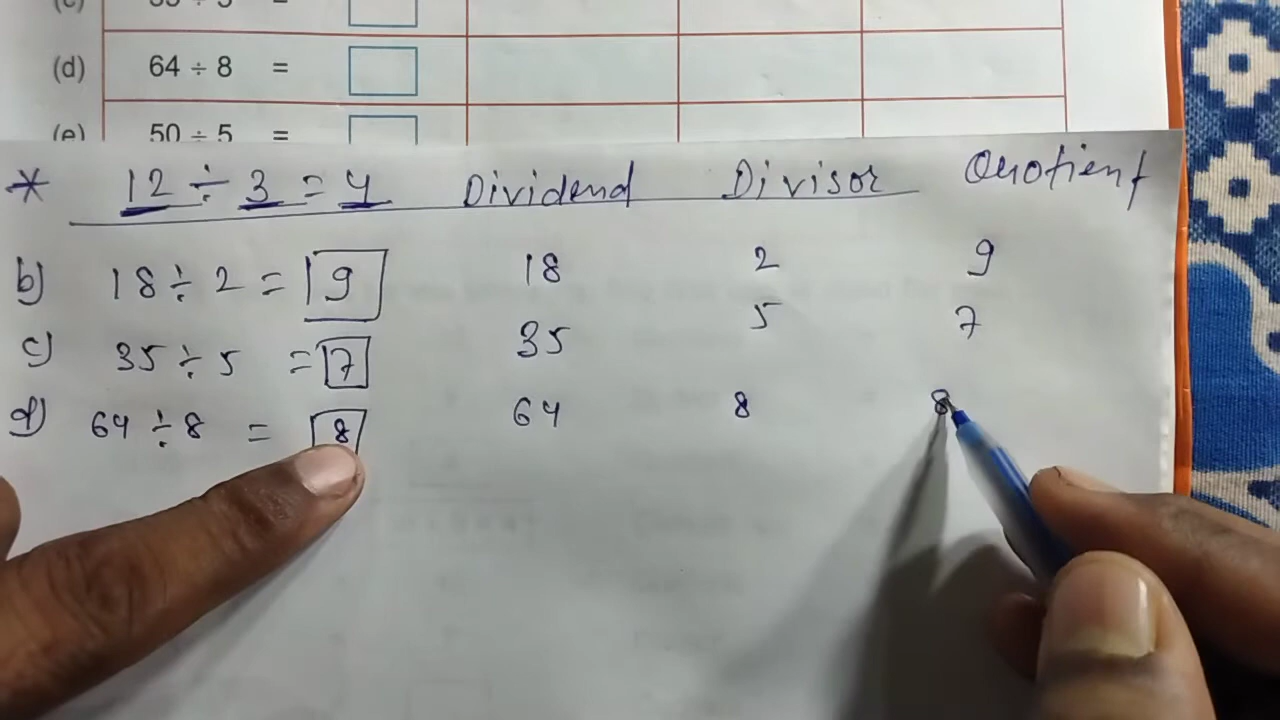 (d) 64 ÷ 8 =
(e) 50 ÷ 5 =
* 12 ÷ 3 = 4 Dividend Divisor Quotient
b) 18 ÷ 2 = 9 18 2 9
c) 35 ÷ 5 = 7 35 5 7
d) 64 ÷ 8 = 8 64 8 8